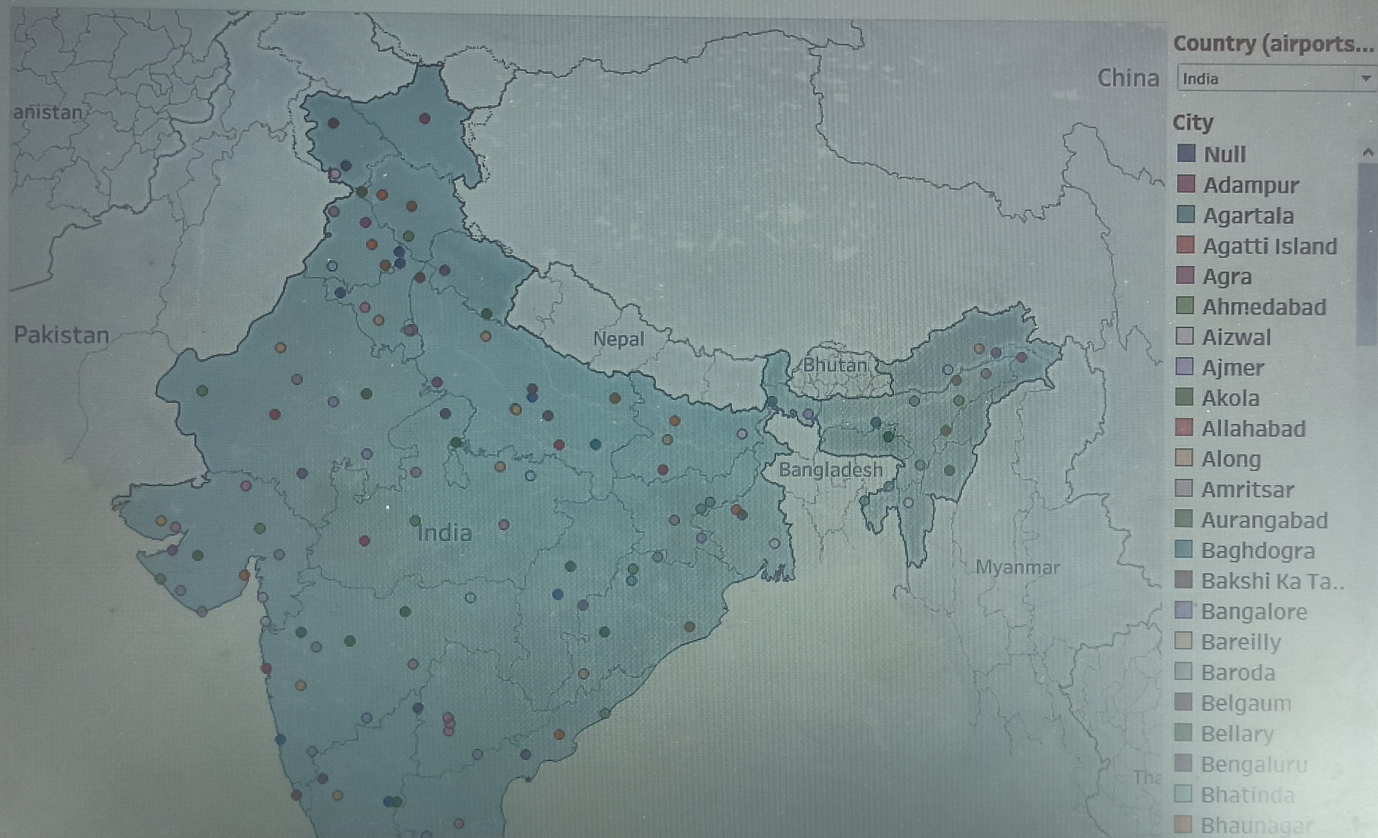 Country (airports...
China
India
anistan
City
Null
Adampur
Agartala
Agatti Island
Agra
Ahmedabad
Pakistan
Nepal
Aizwal
Bhutan
Ajmer
Akola
Allahabad
Along
Bangladesh
Amritsar
India
Aurangabad
Baghdogra
Myanmar
Bakshi Ka Ta..
Bangalore
Bareilly
Baroda
Belgaum
Bellary
Bengaluru
Tha
Bhatinda
Bhaunagar